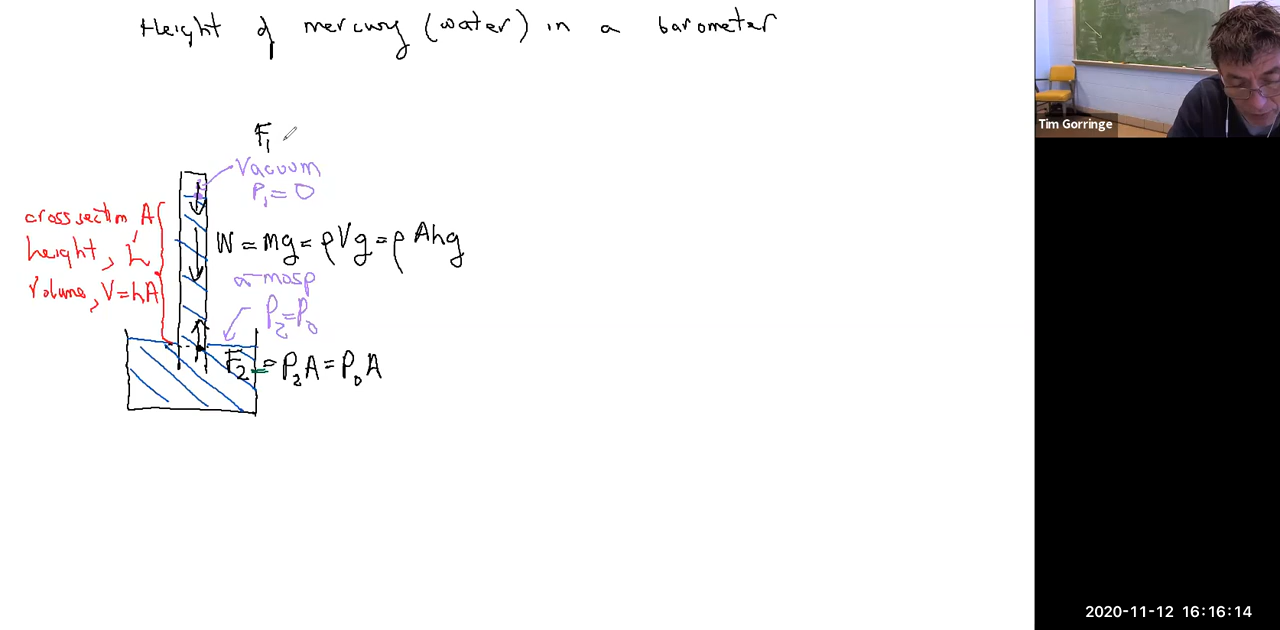 Height of mercury (water) in a barometer
F₁
Vacuum
P₁ = 0
cross section A
height, h
Volume, V = hA
W = mg = ρVg = ρAhg
P₂ = P₀
F₂ = P₂A = P₀A
Tim Gorringe
2020-11-12 16:16:14